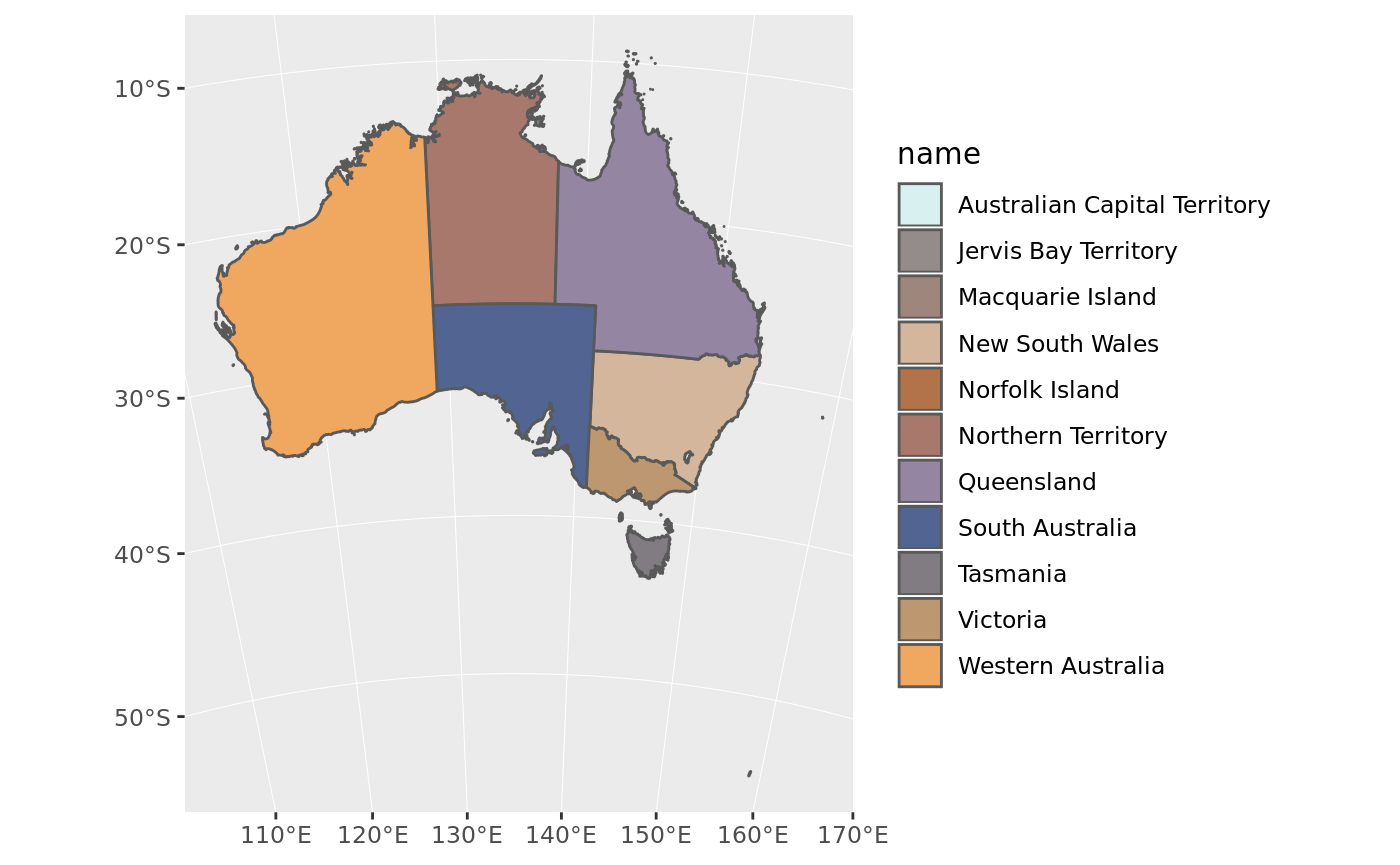 10°S
20°S
30°S
40°S
50°S
110°E 120°E 130°E 140°E 150°E 160°E 170°E
name
Australian Capital Territory
Jervis Bay Territory
Macquarie Island
New South Wales
Norfolk Island
Northern Territory
Queensland
South Australia
Tasmania
Victoria
Western Australia